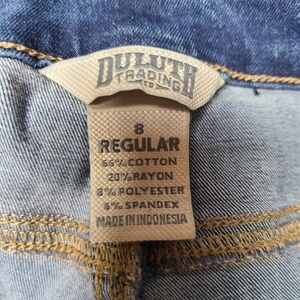 DULUTH
TRADING
CO
8
REGULAR
66% COTTON
20% RAYON
8% POLYESTER
6% SPANDEX
MADE IN INDONESIA